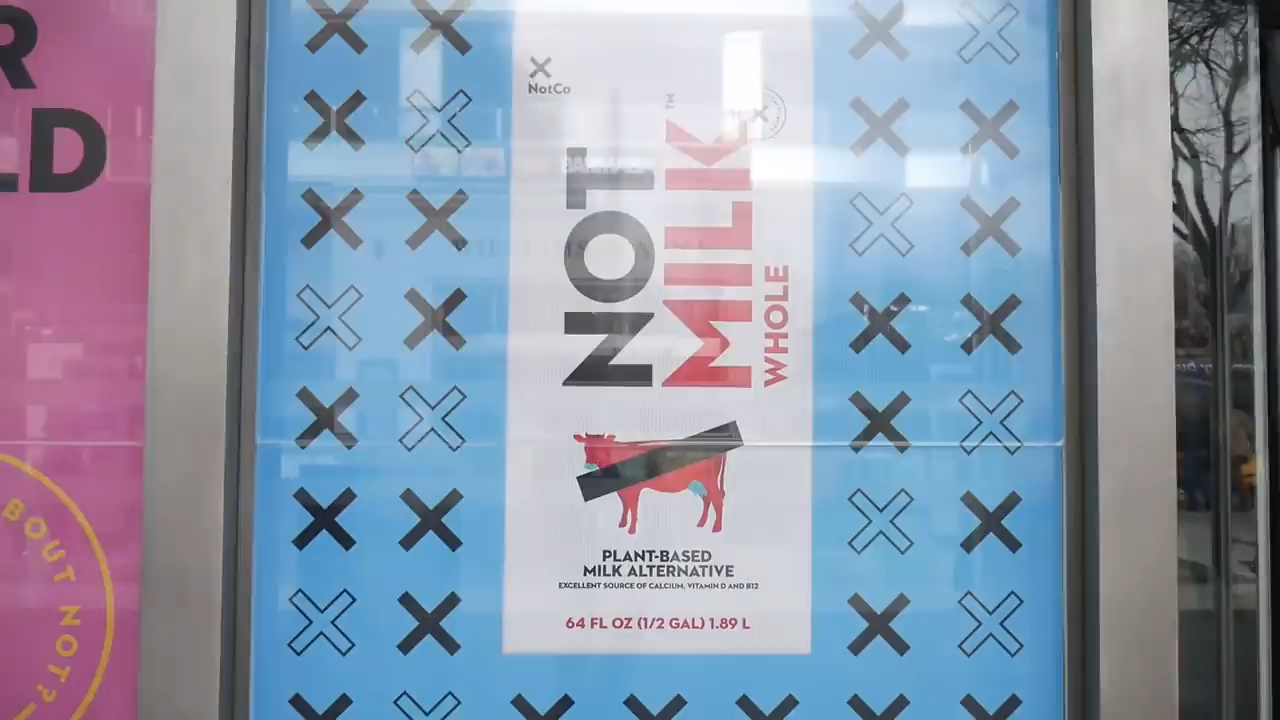 R
LD
BOUT NOT?
NotCo
NOT
MILK™
WHOLE
PLANT-BASED
MILK ALTERNATIVE
EXCELLENT SOURCE OF CALCIUM, VITAMIN D AND B12
64 FL OZ (1/2 GAL) 1.89 L